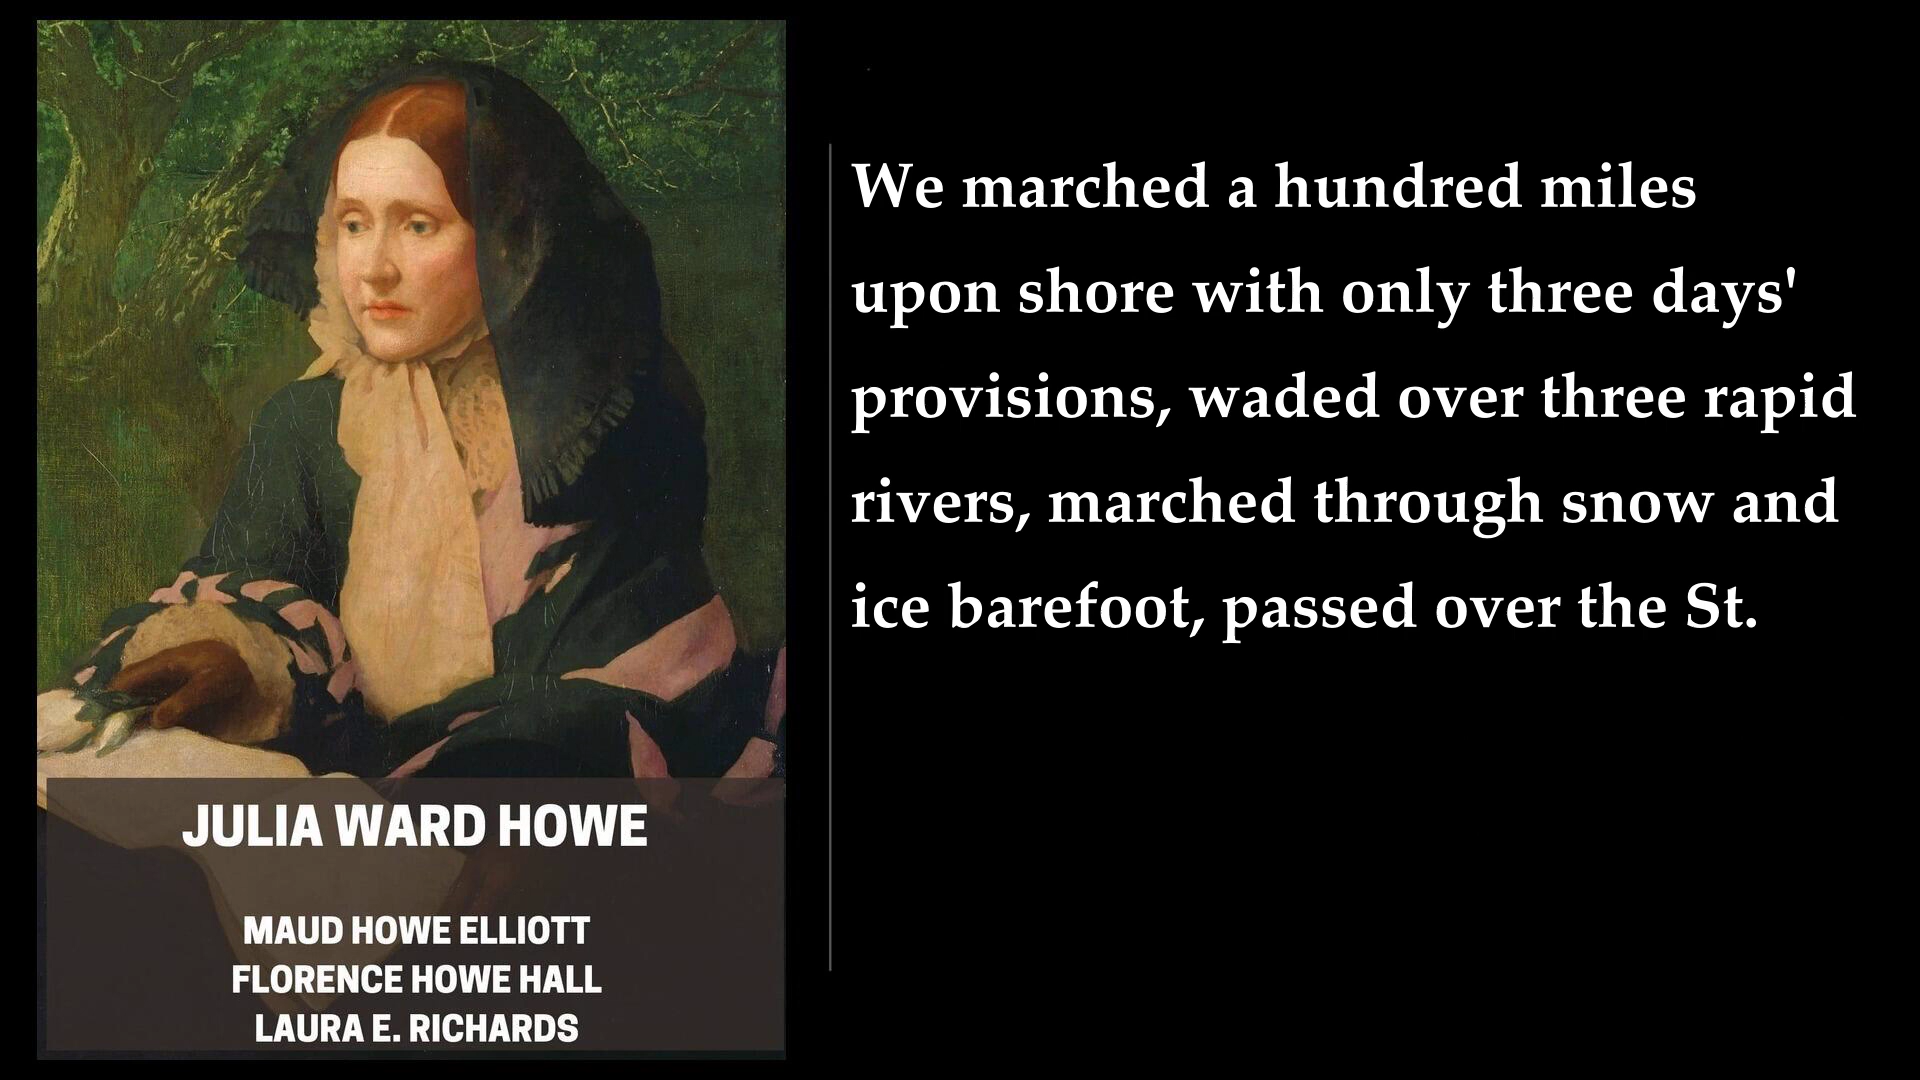 JULIA WARD HOWE
MAUD HOWE ELLIOTT
FLORENCE HOWE HALL
LAURA E. RICHARDS
We marched a hundred miles
upon shore with only three days'
provisions, waded over three rapid
rivers, marched through snow and
ice barefoot, passed over the St.